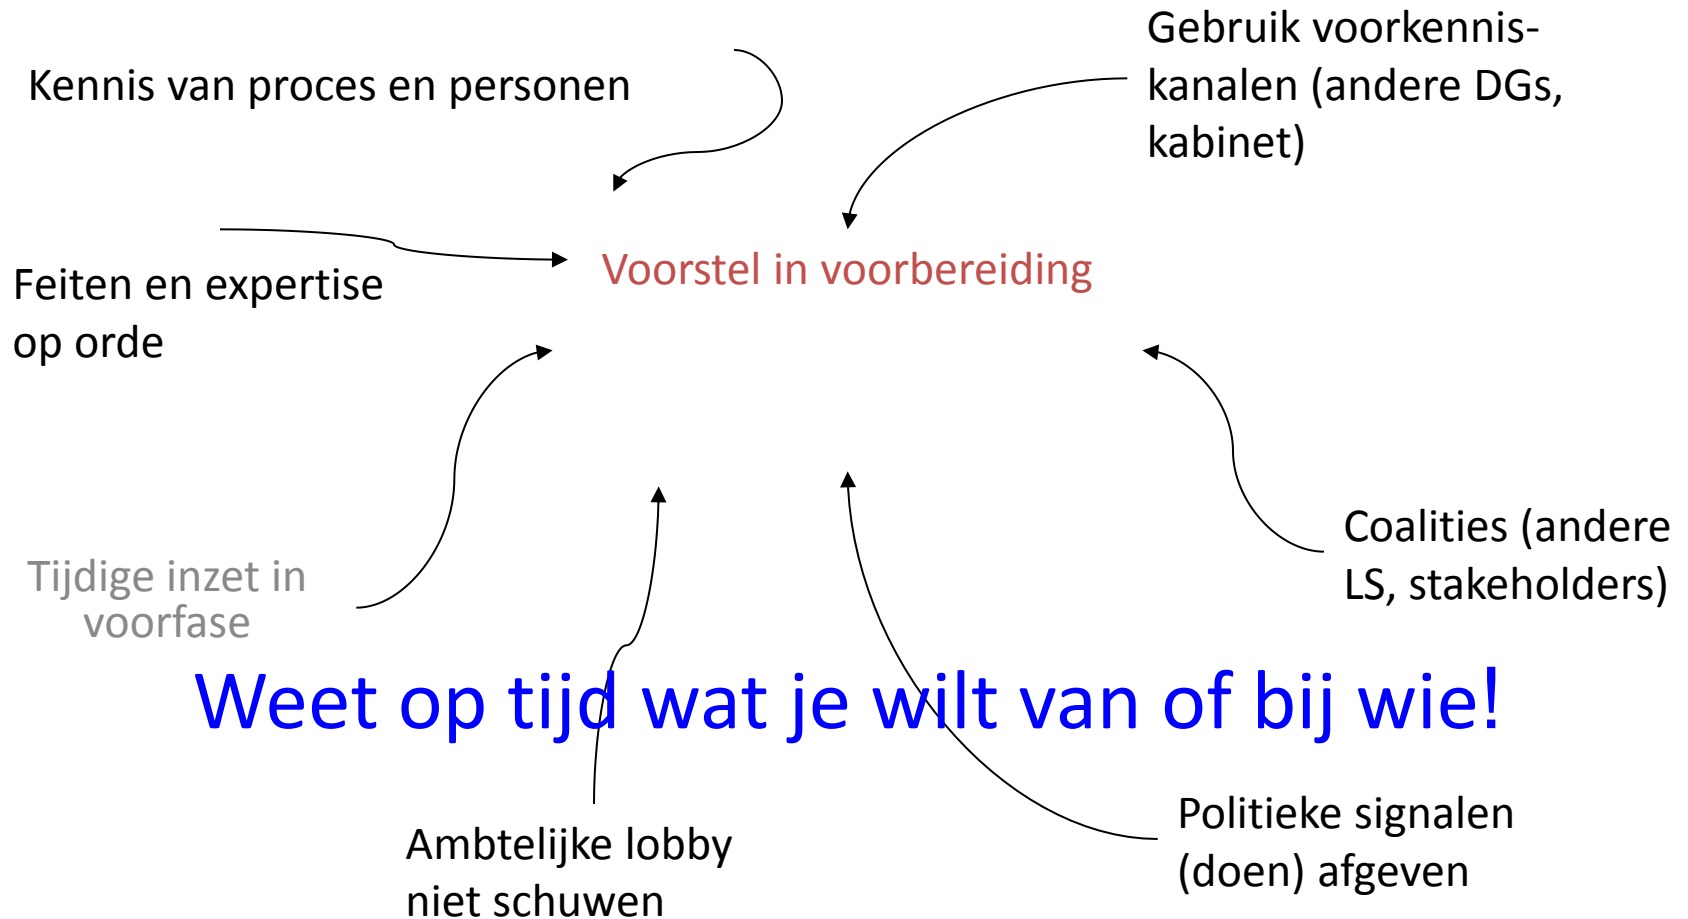 Kennis van proces en personen
Gebruik voorkennis-
kanalen (andere DGs,
kabinet)
Voorstel in voorbereiding
Feiten en expertise
op orde
Tijdige inzet in
voorfase
Coalities (andere
LS, stakeholders)
Weet op tijd wat je wilt van of bij wie!
Ambtelijke lobby
niet schuwen
Politieke signalen
(doen) afgeven